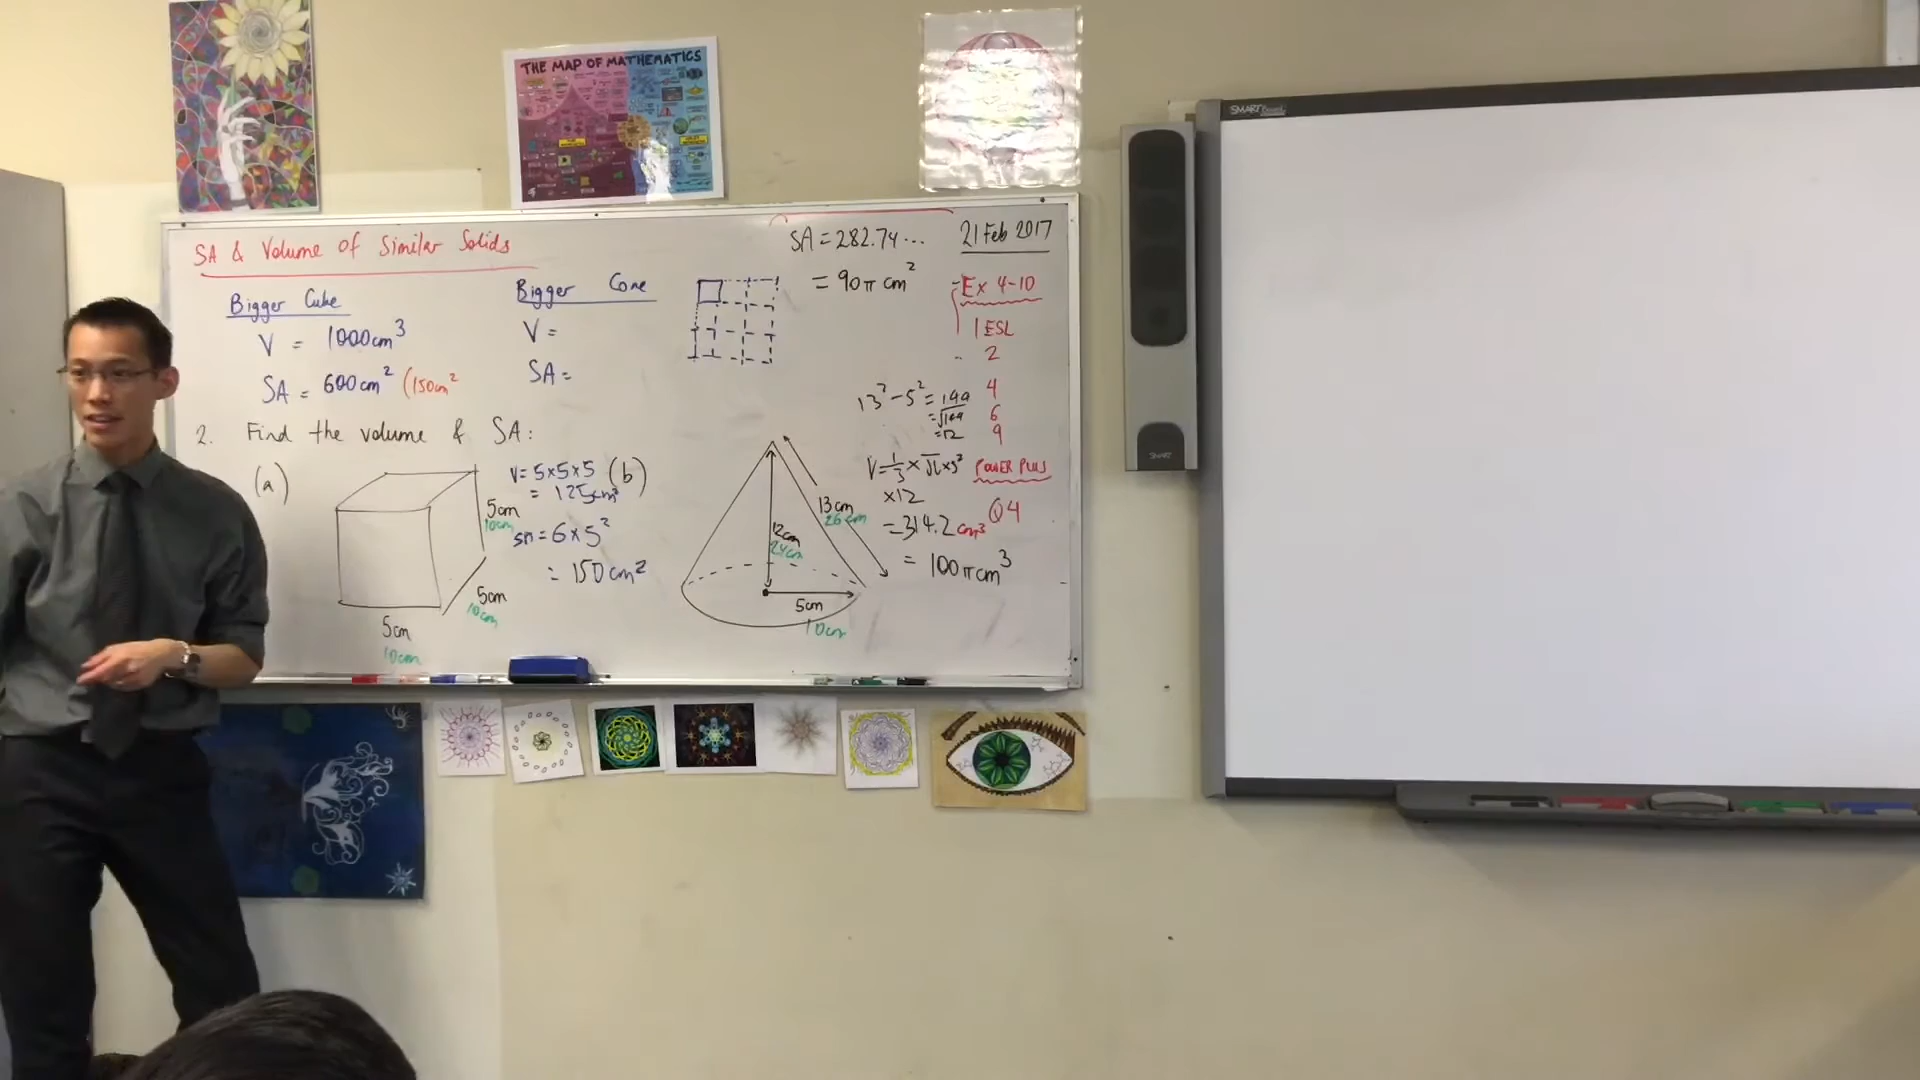 THE MAP OF MATHEMATICS
SMART Board
SA & Volume of Similar Solids
SA = 282.74...
= 90π cm²
21 Feb 2017
Bigger Cube
V = 1000cm³
SA = 600cm² (150cm²
Bigger Cone
V =
SA =
Ex 4-10
1 ESL
2
4
6
9
POWER PLUS
Q4
2. Find the volume & SA:
(a)
V = 5×5×5
= 125cm³
SA = 6×5²
= 150cm²
5cm
10cm
5cm
10cm
5cm
10cm
(b)
13cm
26cm
12cm
24cm
5cm
10cm
13² - 5² = 144
= √144
= 12
V = 1/3 × π × 5²
×12
= 314.2 cm³
= 100π cm³
SMART